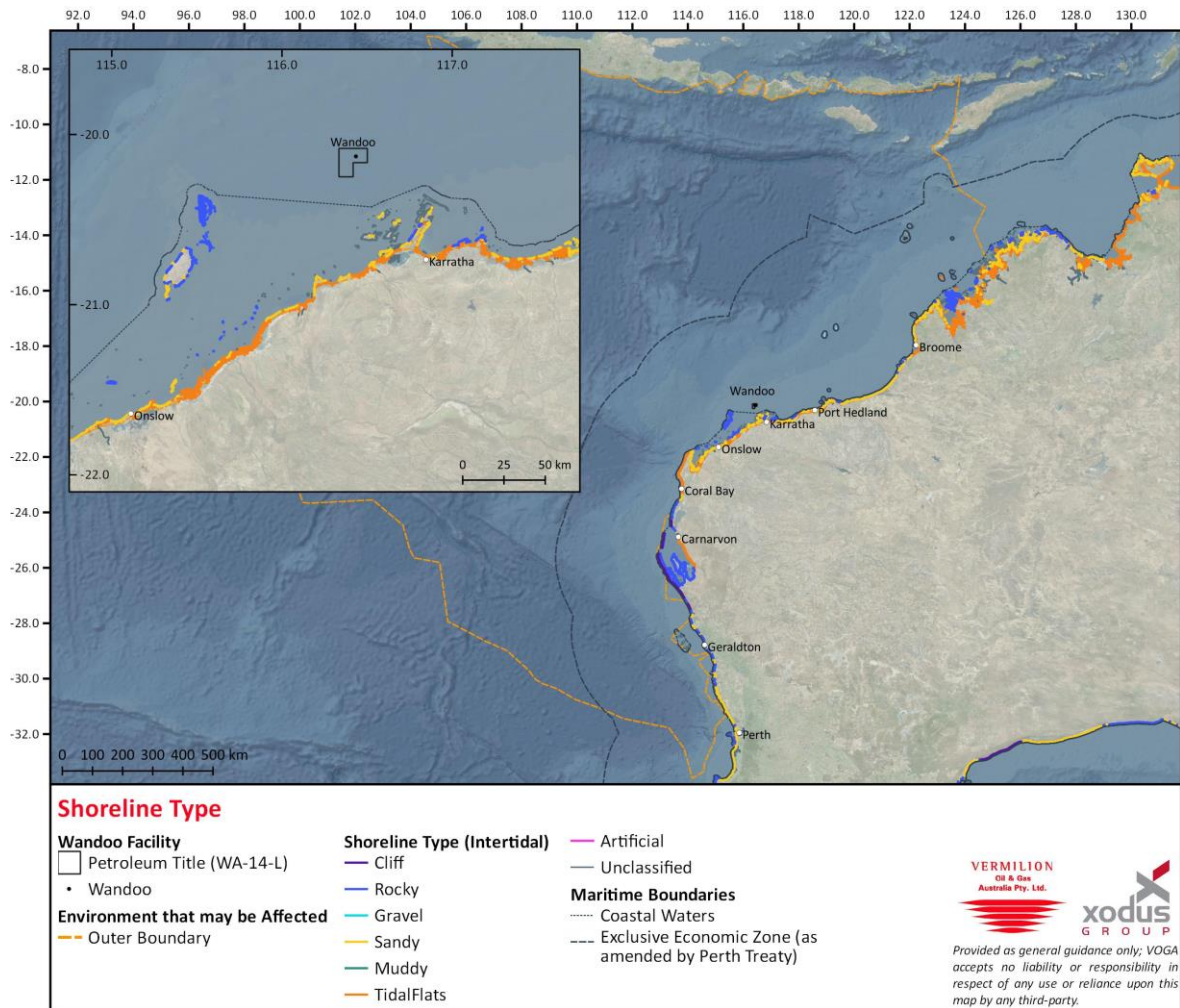 92.0 94.0 96.0 98.0 100.0 102.0 104.0 106.0 108.0 110.0 112.0 114.0 116.0 118.0 120.0 122.0 124.0 126.0 128.0 130.0
-8.0
-10.0
-12.0
-14.0
-16.0
-18.0
-20.0
-22.0
-24.0
-26.0
-28.0
-30.0
-32.0
115.0 116.0 117.0
-20.0
-21.0
-22.0
Wandoo
Karratha
Onslow
0 25 50 km
Broome
Wandoo
Port Hedland
Karratha
Onslow
Coral Bay
Carnarvon
Geraldton
Perth
0 100 200 300 400 500 km
Shoreline Type
Wandoo Facility
Petroleum Title (WA-14-L)
Wandoo
Environment that may be Affected
Outer Boundary
Shoreline Type (Intertidal)
Cliff
Rocky
Gravel
Sandy
Muddy
TidalFlats
Artificial
Unclassified
Maritime Boundaries
Coastal Waters
Exclusive Economic Zone (as
amended by Perth Treaty)
VERMILION
Oil & Gas
Australia Pty. Ltd.
xodus
GROUP
Provided as general guidance only; VOGA
accepts no liability or responsibility in
respect of any use or reliance upon this
map by any third-party.